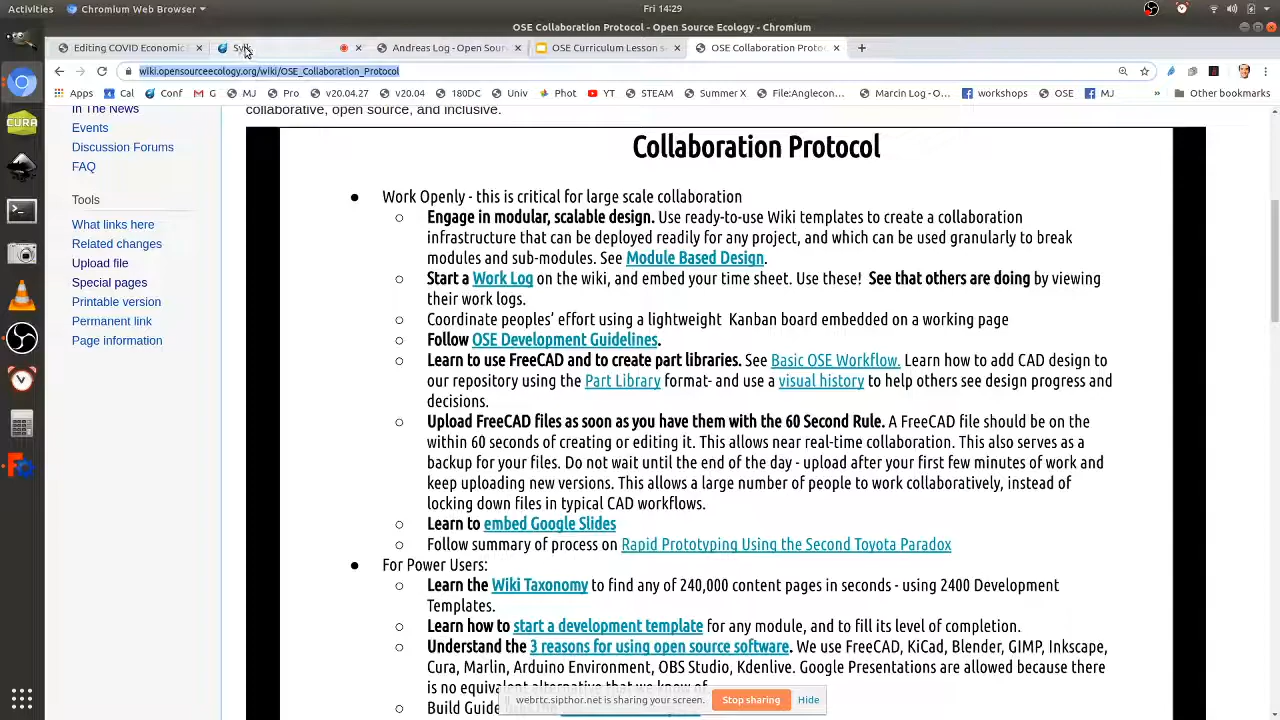 Activities
Chromium Web Browser
Fri 14:29
OSE Collaboration Protocol - Open Source Ecology - Chromium
Editing COVID Economic
Sylk
Andreas Log - Open Sour
OSE Curriculum Lesson s
OSE Collaboration Protoc
wiki.opensourceecology.org/wiki/OSE_Collaboration_Protocol
Apps
Cal
Conf
G
Pro
v20.04.27
v20.04
180DC
Univ
Phot
YT
STEAM
Summer X
File:Anglecon...
Marcin Log - O...
workshops
OSE
MJ
»
Other bookmarks
In The News
Events
Discussion Forums
FAQ
Tools
What links here
Related changes
Upload file
Special pages
Printable version
Permanent link
Page information
CURA
collaborative, open source, and inclusive.
Collaboration Protocol
● Work Openly - this is critical for large scale collaboration
○ Engage in modular, scalable design. Use ready-to-use Wiki templates to create a collaboration
infrastructure that can be deployed readily for any project, and which can be used granularly to break
modules and sub-modules. See Module Based Design.
○ Start a Work Log on the wiki, and embed your time sheet. Use these! See that others are doing by viewing
their work logs.
○ Coordinate peoples' effort using a lightweight Kanban board embedded on a working page
○ Follow OSE Development Guidelines.
○ Learn to use FreeCAD and to create part libraries. See Basic OSE Workflow. Learn how to add CAD design to
our repository using the Part Library format- and use a visual history to help others see design progress and
decisions.
○ Upload FreeCAD files as soon as you have them with the 60 Second Rule. A FreeCAD file should be on the
within 60 seconds of creating or editing it. This allows near real-time collaboration. This also serves as a
backup for your files. Do not wait until the end of the day - upload after your first few minutes of work and
keep uploading new versions. This allows a large number of people to work collaboratively, instead of
locking down files in typical CAD workflows.
○ Learn to embed Google Slides
○ Follow summary of process on Rapid Prototyping Using the Second Toyota Paradox
● For Power Users:
○ Learn the Wiki Taxonomy to find any of 240,000 content pages in seconds - using 2400 Development
Templates.
○ Learn how to start a development template for any module, and to fill its level of completion.
○ Understand the 3 reasons for using open source software. We use FreeCAD, KiCad, Blender, GIMP, Inkscape,
Cura, Marlin, Arduino Environment, OBS Studio, Kdenlive. Google Presentations are allowed because there
is no equivalent alternative that we know of.
○ Build Guide
webrtc.sipthor.net is sharing your screen.
Stop sharing
Hide